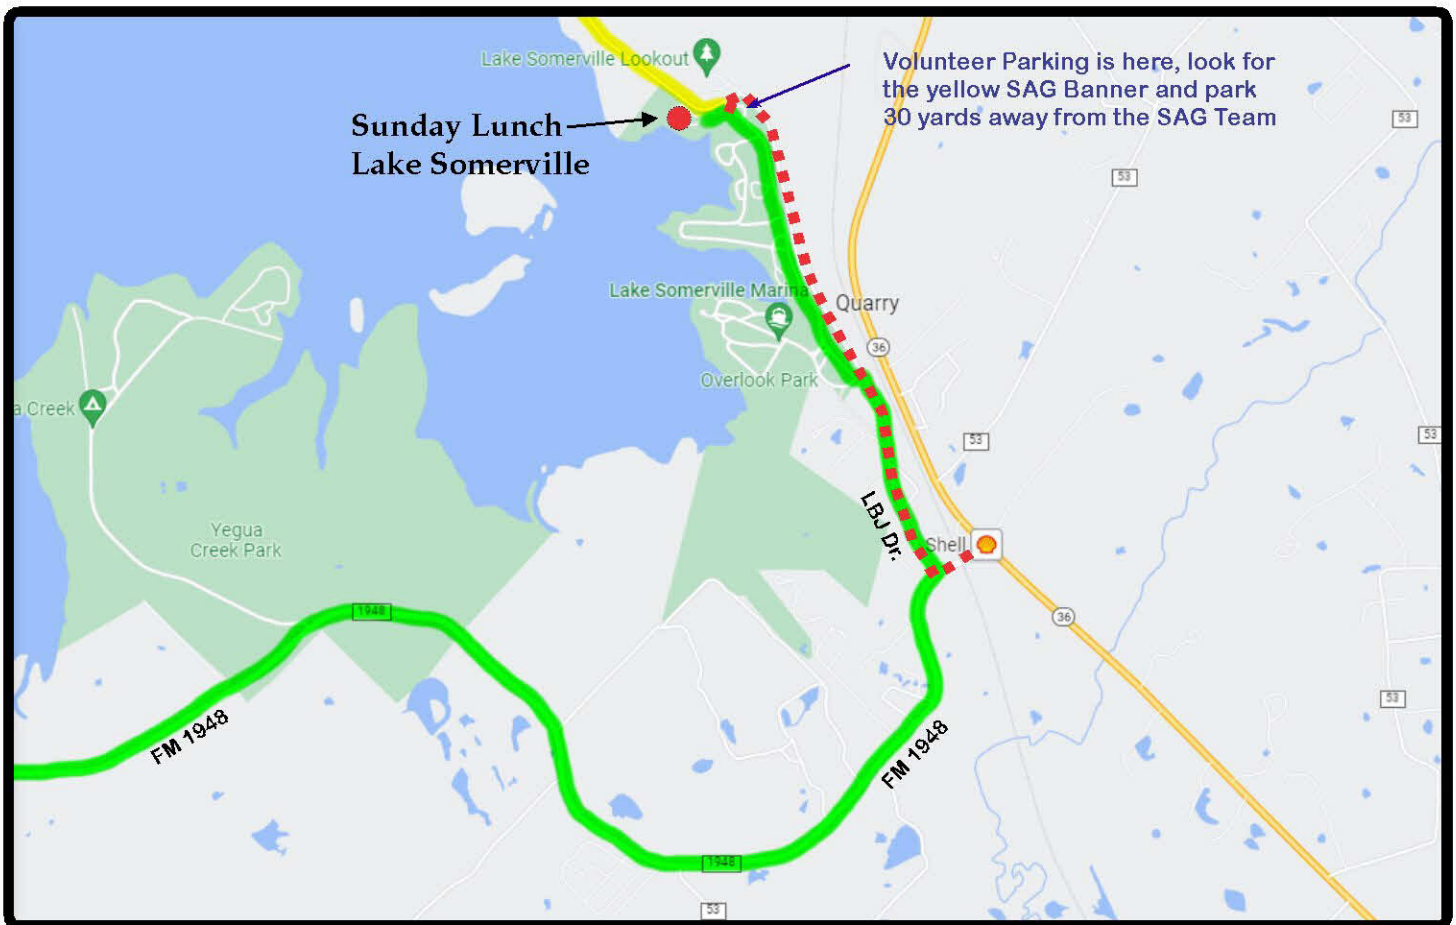 Lake Somerville Lookout
Volunteer Parking is here, look for
the yellow SAG Banner and park
30 yards away from the SAG Team
Sunday Lunch
Lake Somerville
53
53
Lake Somerville Marina
Quarry
36
Overlook Park
a Creek
53
53
LBJ Dr.
Shell
Yegua
Creek Park
1948
36
53
FM 1948
FM 1948
1948
53